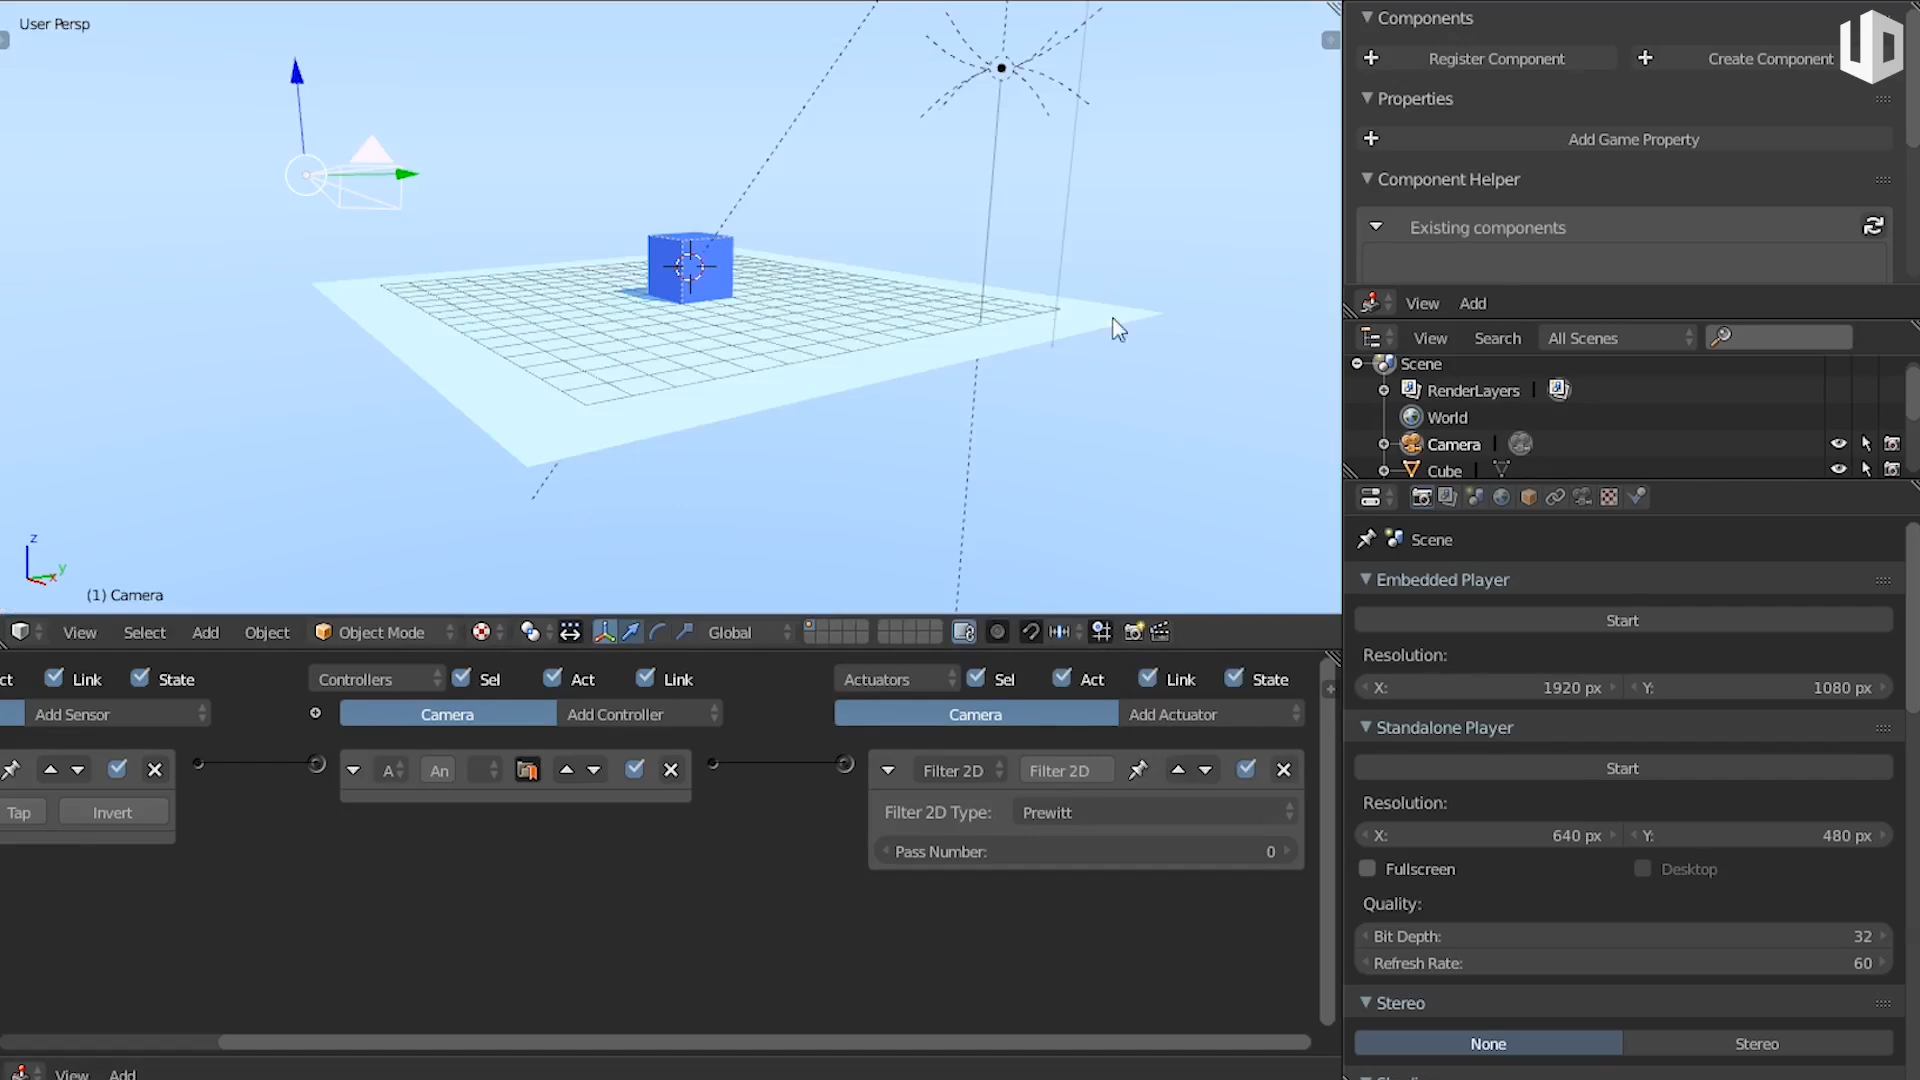 User Persp
z
y
x
(1) Camera
View Select Add Object Object Mode Global
ct Link State Controllers Sel Act Link Actuators Sel Act Link State
Add Sensor Camera Add Controller Camera Add Actuator
A An Filter 2D Filter 2D
Tap Invert Filter 2D Type: Prewitt
Pass Number: 0
View Add
Components
Register Component Create Component
UD
Properties
Add Game Property
Component Helper
Existing components
View Add
View Search All Scenes
Scene
RenderLayers
World
Camera
Cube
Scene
Embedded Player
Start
Resolution:
X: 1920 px Y: 1080 px
Standalone Player
Start
Resolution:
X: 640 px Y: 480 px
Fullscreen Desktop
Quality:
Bit Depth: 32
Refresh Rate: 60
Stereo
None Stereo